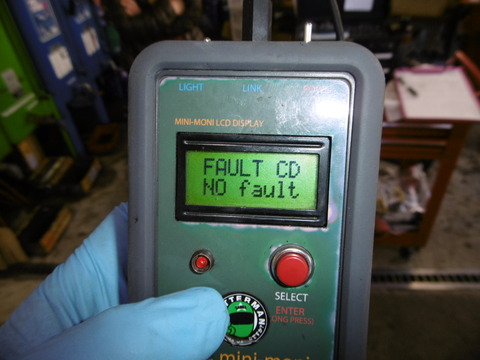 LIGHT LINK
MINI-MONI LCD DISPLAY
FAULT CD
NO fault
SELECT
ENTER
mini moni